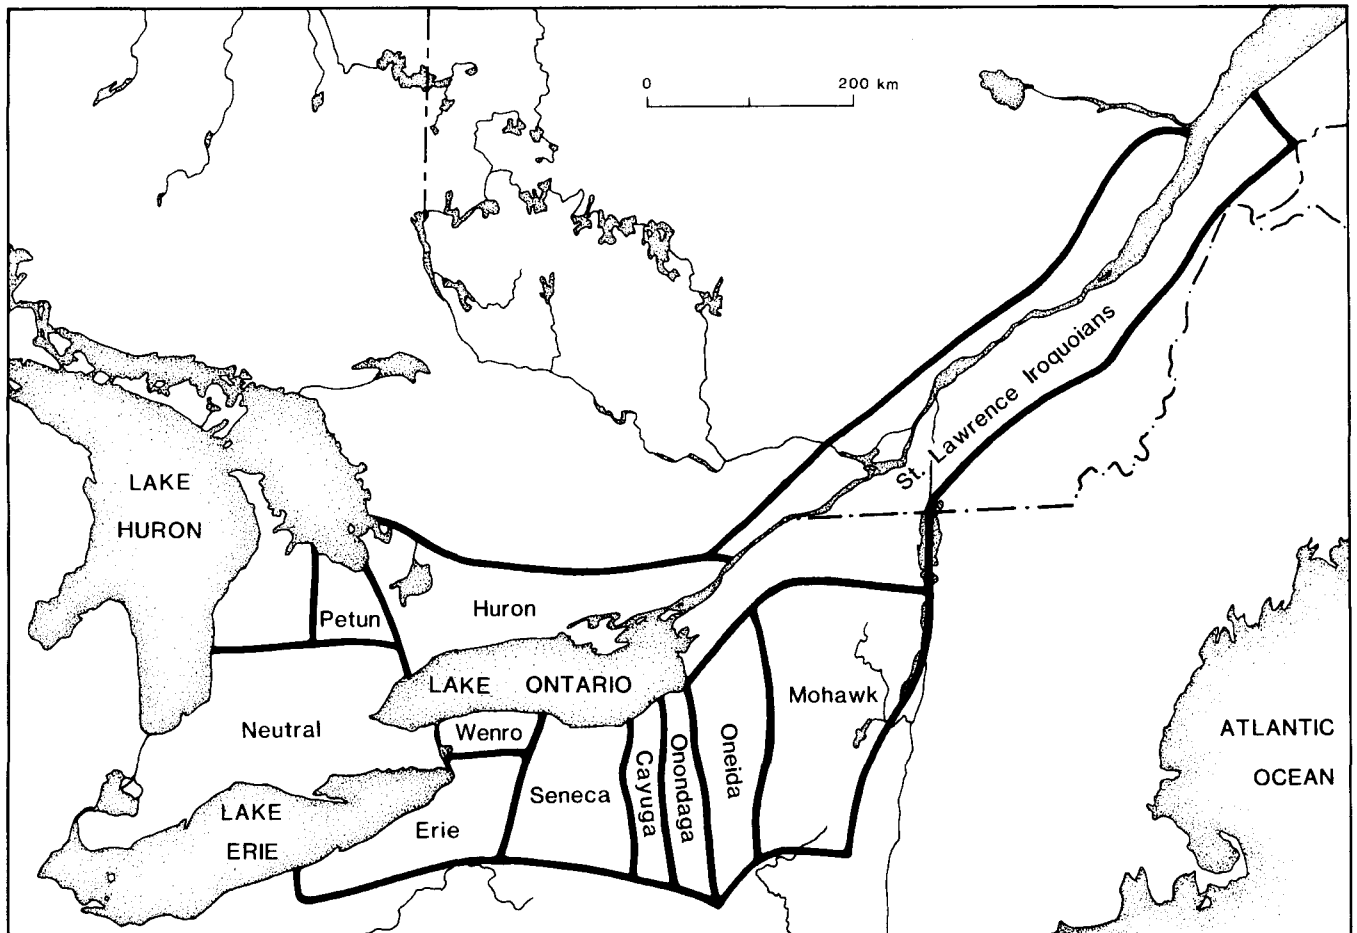 0 200 km
St. Lawrence Iroquoians
LAKE
HURON
Petun
Huron
LAKE ONTARIO
Mohawk
Neutral
Wenro
Seneca
Cayuga
Onondaga
Oneida
Erie
LAKE
ERIE
ATLANTIC
OCEAN